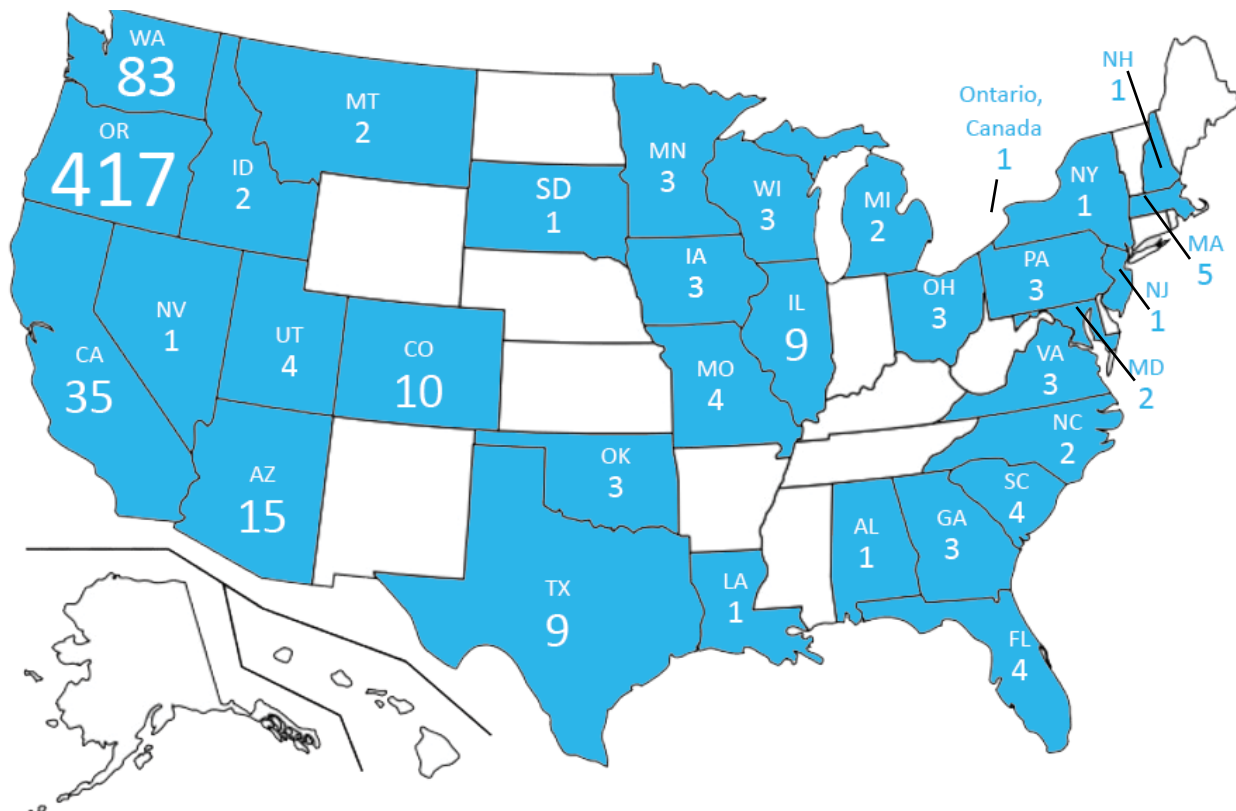 WA
83
OR
417
MT
2
ID
2
CA
35
NV
1
UT
4
CO
10
AZ
15
SD
1
MN
3
WI
3
MI
2
IA
3
IL
9
MO
4
OH
3
OK
3
TX
9
LA
1
AL
1
GA
3
SC
4
NC
2
FL
4
VA
3
PA
3
NY
1
Ontario,
Canada
1
NH
1
MA
5
NJ
1
MD
2